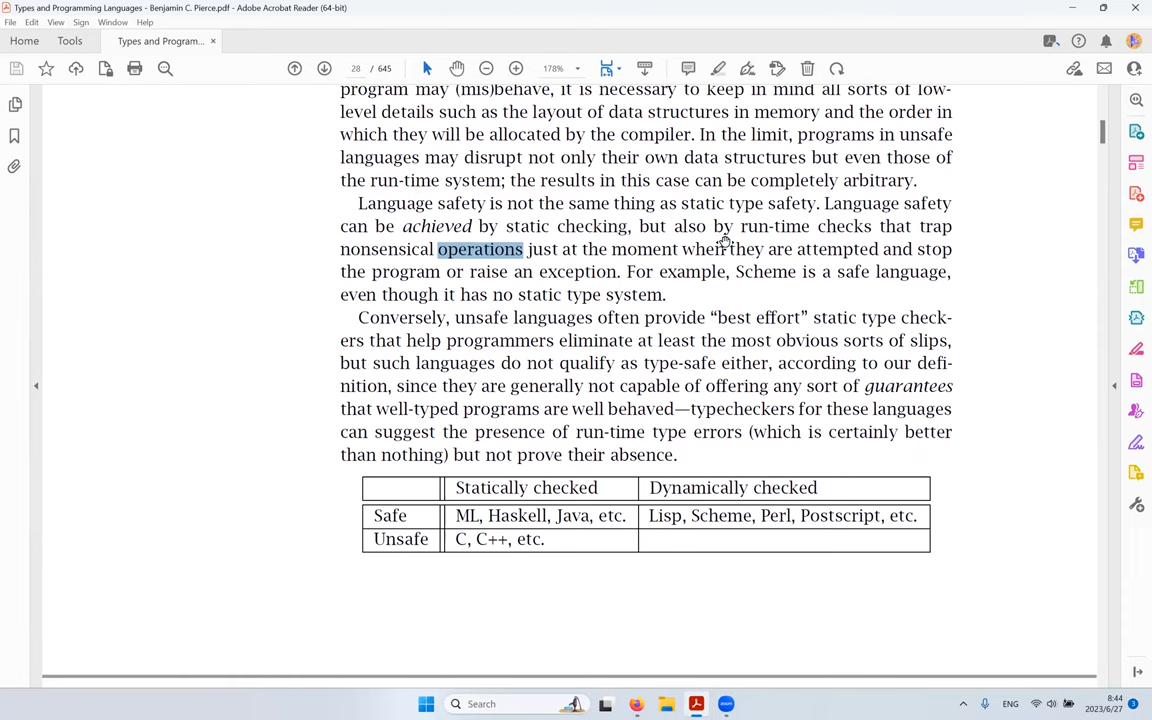 Types and Programming Languages - Benjamin C. Pierce.pdf - Adobe Acrobat Reader (64-bit)
File Edit View Sign Window Help
Home Tools Types and Program... ×
28 / 645 178%
program may (mis)behave, it is necessary to keep in mind all sorts of low-
level details such as the layout of data structures in memory and the order in
which they will be allocated by the compiler. In the limit, programs in unsafe
languages may disrupt not only their own data structures but even those of
the run-time system; the results in this case can be completely arbitrary.
Language safety is not the same thing as static type safety. Language safety
can be achieved by static checking, but also by run-time checks that trap
nonsensical operations just at the moment when they are attempted and stop
the program or raise an exception. For example, Scheme is a safe language,
even though it has no static type system.
Conversely, unsafe languages often provide “best effort” static type check-
ers that help programmers eliminate at least the most obvious sorts of slips,
but such languages do not qualify as type-safe either, according to our defi-
nition, since they are generally not capable of offering any sort of guarantees
that well-typed programs are well behaved—typecheckers for these languages
can suggest the presence of run-time type errors (which is certainly better
than nothing) but not prove their absence.
Statically checked Dynamically checked
Safe ML, Haskell, Java, etc. Lisp, Scheme, Perl, Postscript, etc.
Unsafe C, C++, etc.
Search
zoom
ENG
8:44
2023/6/27
3